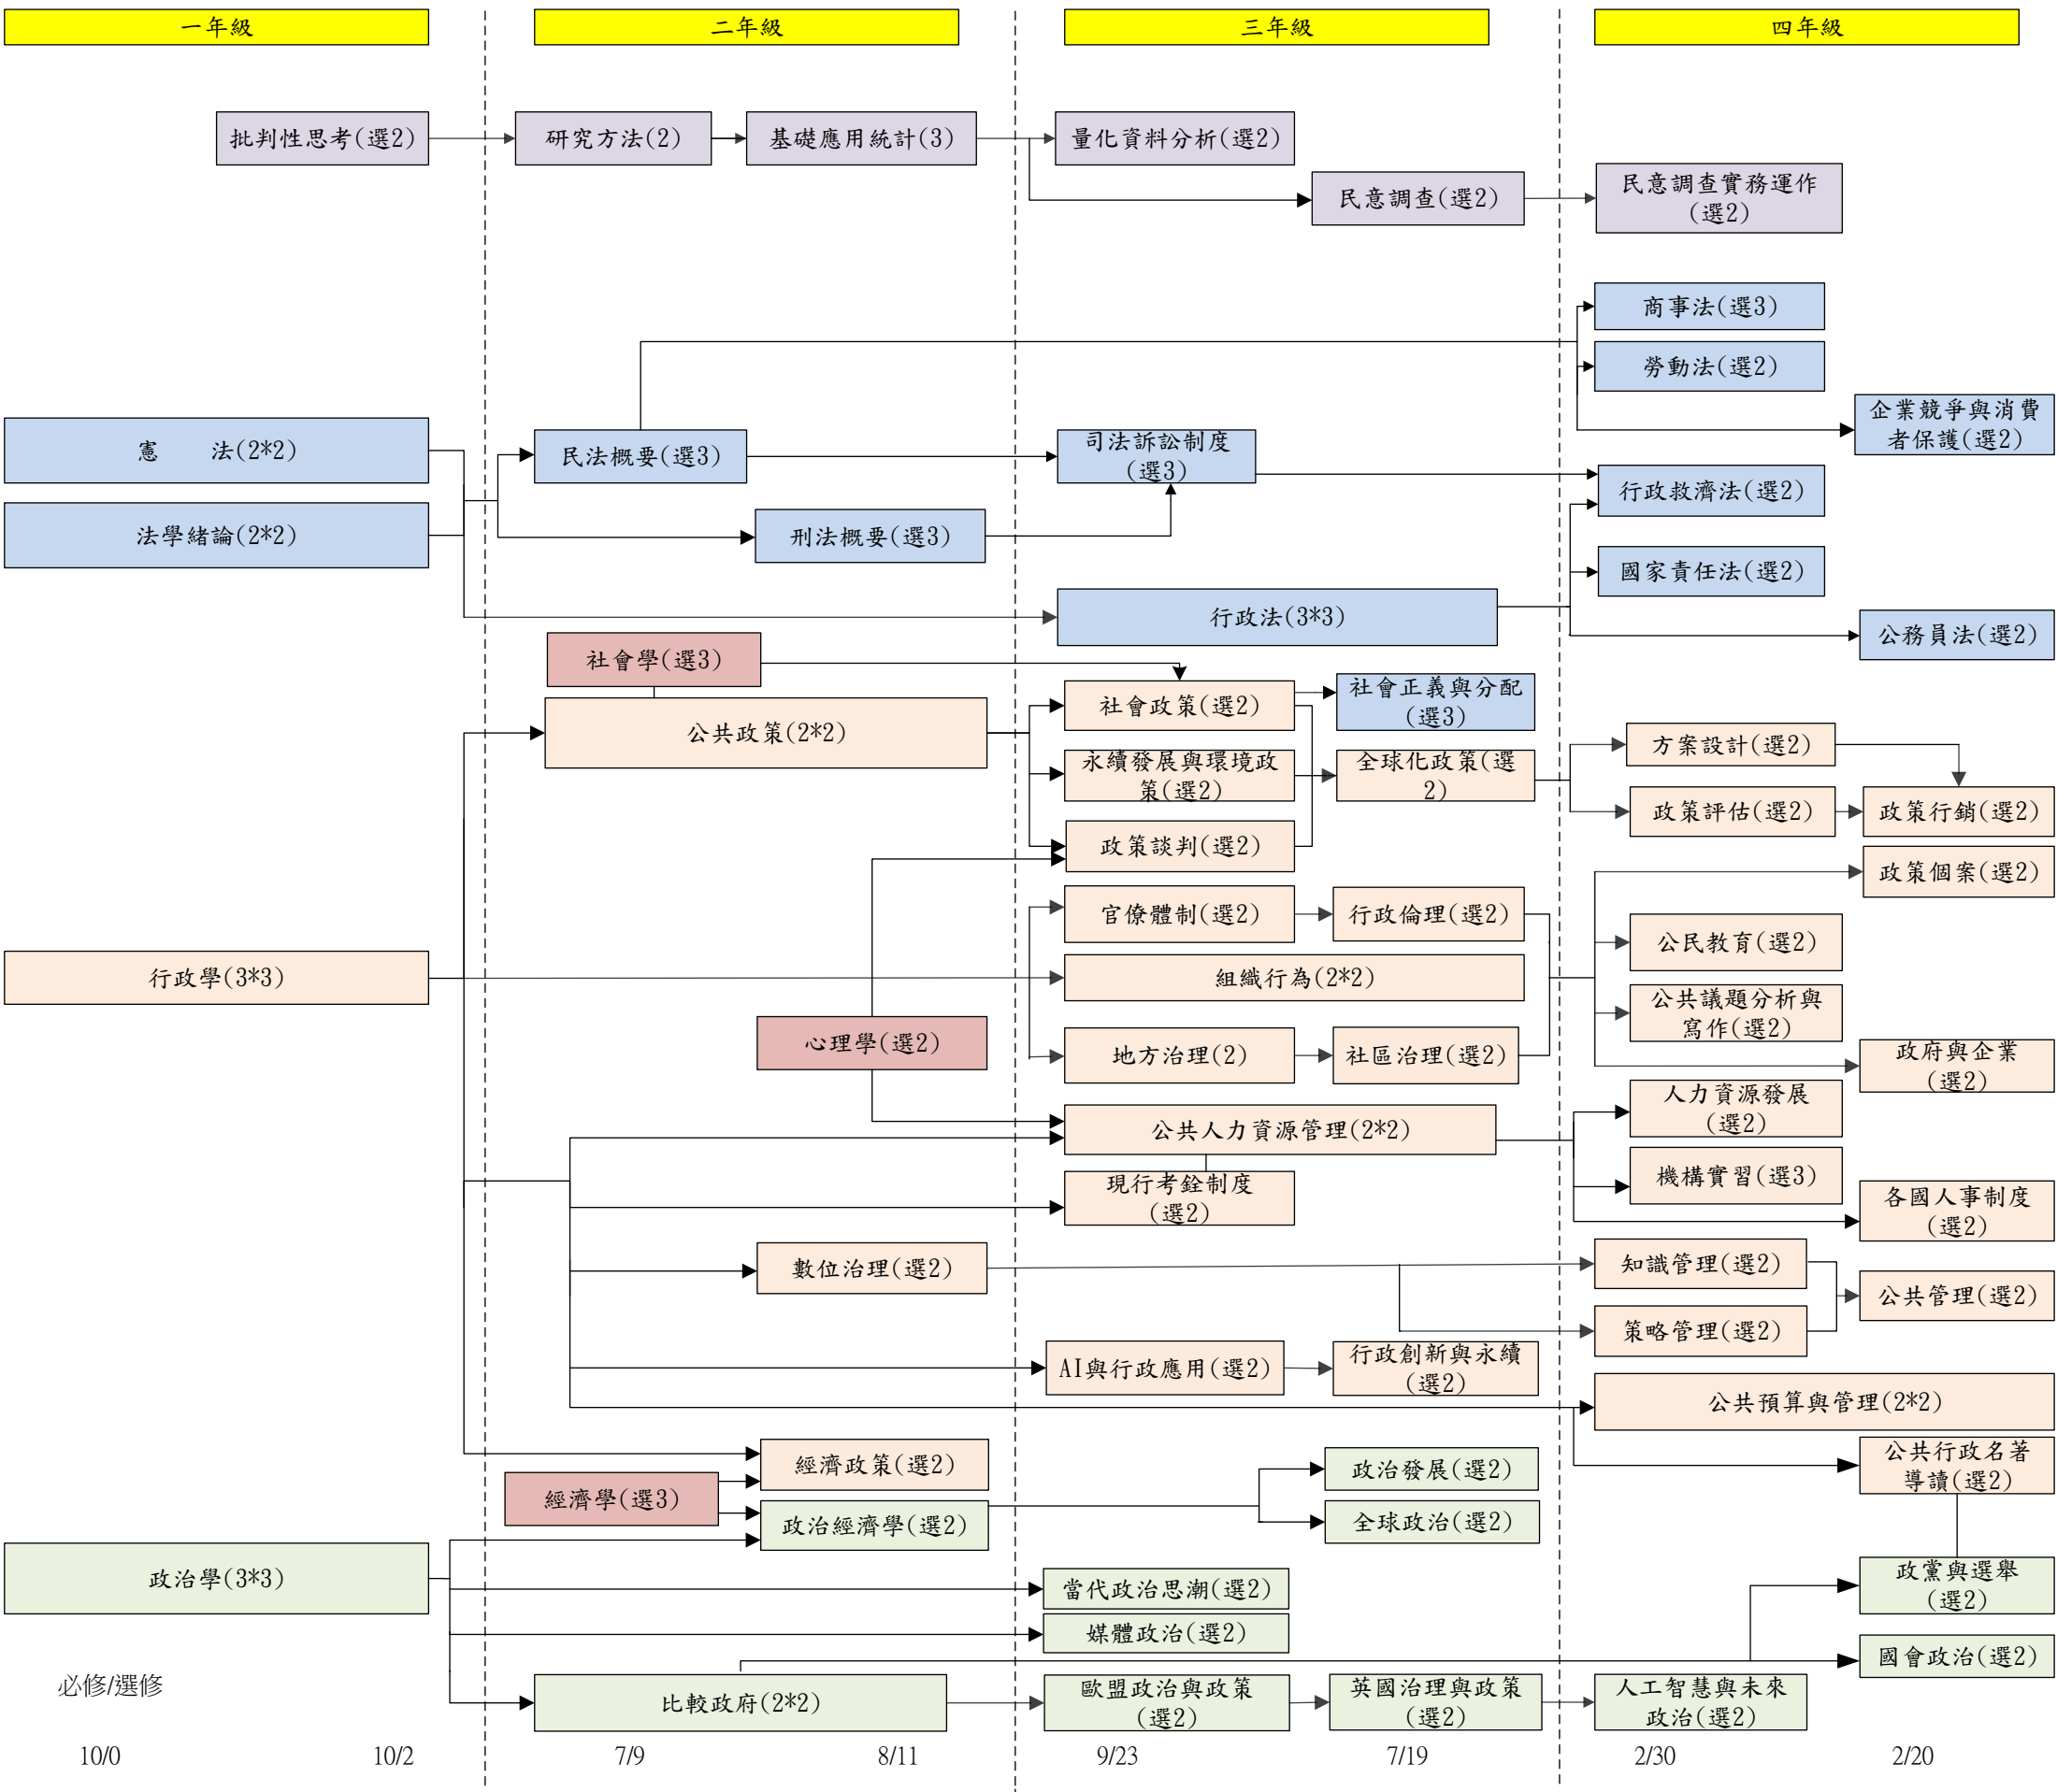 一年級
二年級
三年級
四年級
批判性思考(選2)
研究方法(2)
基礎應用統計(3)
量化資料分析(選2)
民意調查(選2)
民意調查實務運作
(選2)
商事法(選3)
勞動法(選2)
企業競爭與消費
者保護(選2)
憲　　法(2*2)
民法概要(選3)
司法訴訟制度
(選3)
行政救濟法(選2)
法學緒論(2*2)
刑法概要(選3)
國家責任法(選2)
行政法(3*3)
公務員法(選2)
社會學(選3)
公共政策(2*2)
社會政策(選2)
社會正義與分配
(選3)
永續發展與環境政
策(選2)
全球化政策(選
2)
方案設計(選2)
政策評估(選2)
政策行銷(選2)
政策談判(選2)
政策個案(選2)
官僚體制(選2)
行政倫理(選2)
公民教育(選2)
行政學(3*3)
組織行為(2*2)
公共議題分析與
寫作(選2)
心理學(選2)
地方治理(2)
社區治理(選2)
政府與企業
(選2)
人力資源發展
(選2)
公共人力資源管理(2*2)
機構實習(選3)
現行考銓制度
(選2)
各國人事制度
(選2)
數位治理(選2)
知識管理(選2)
公共管理(選2)
策略管理(選2)
AI與行政應用(選2)
行政創新與永續
(選2)
公共預算與管理(2*2)
經濟政策(選2)
公共行政名著
導讀(選2)
經濟學(選3)
政治發展(選2)
政治經濟學(選2)
全球政治(選2)
政治學(3*3)
當代政治思潮(選2)
政黨與選舉
(選2)
媒體政治(選2)
國會政治(選2)
必修/選修
比較政府(2*2)
歐盟政治與政策
(選2)
英國治理與政策
(選2)
人工智慧與未來
政治(選2)
10/0
10/2
7/9
8/11
9/23
7/19
2/30
2/20